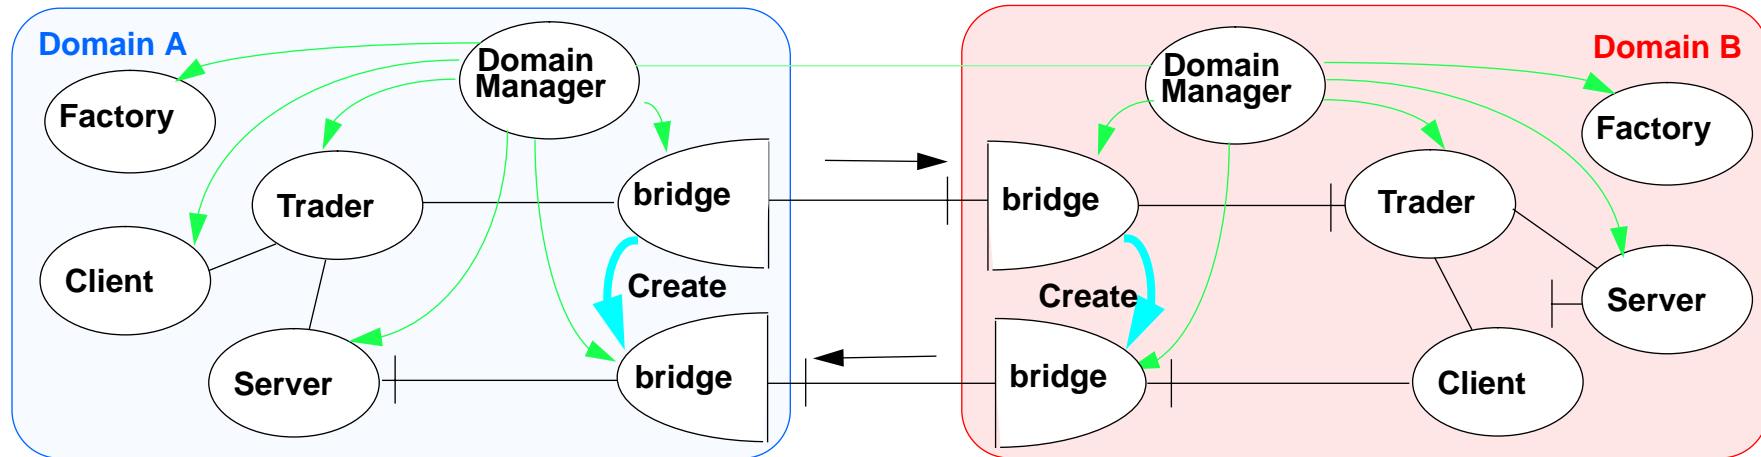 Domain A
Domain
Manager
Factory
Trader
bridge
Client
Create
Server
bridge
Domain B
Domain
Manager
Factory
bridge
Trader
Create
Server
bridge
Client